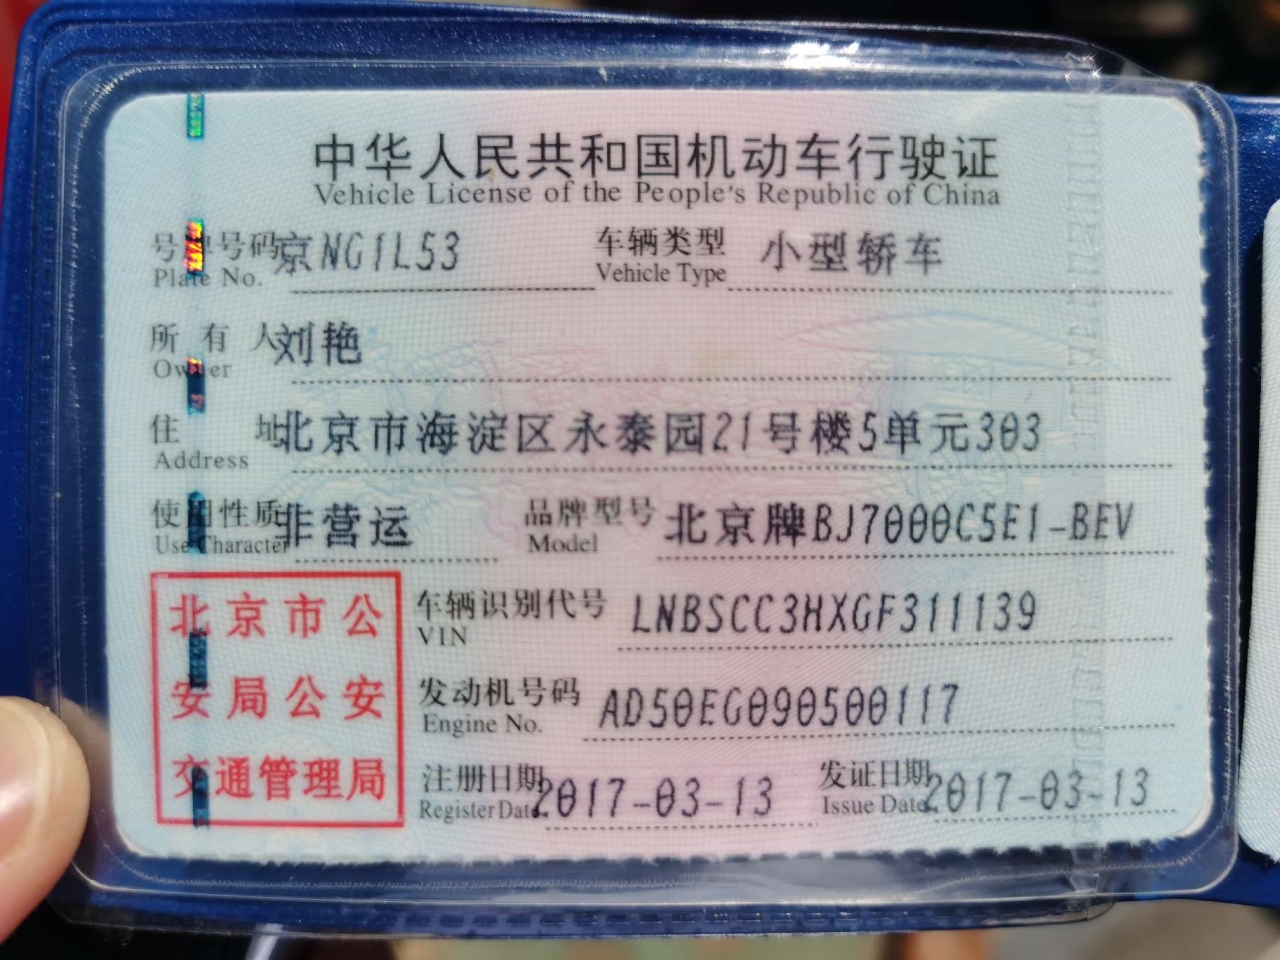 中华人民共和国机动车行驶证
Vehicle License of the People's Republic of China
号牌号码 京NG1L53 车辆类型 小型轿车
Plate No. Vehicle Type
所有人 刘艳
Owner
住址 北京市海淀区永泰园21号楼5单元303
Address
使用性质 非营运 品牌型号 北京牌BJ7000C5E1-BEV
Use Character Model
北京市公
安局公安
交通管理局
车辆识别代号 LNBSCC3HXGF311139
VIN
发动机号码 AD50EG090500117
Engine No.
注册日期 2017-03-13 发证日期 2017-03-13
Register Date Issue Date